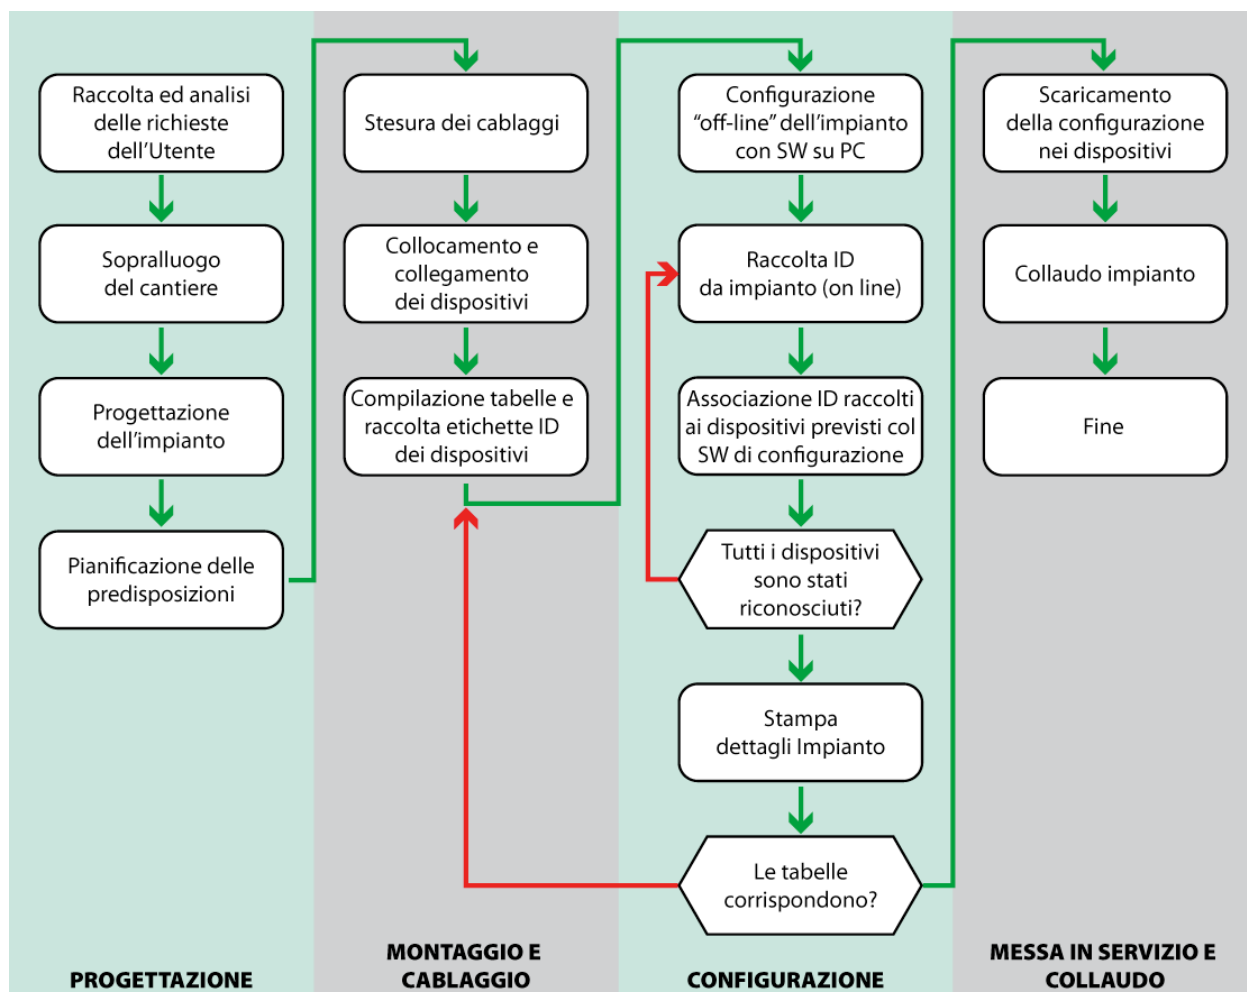 Raccolta ed analisi
delle richieste
dell’Utente
Sopralluogo
del cantiere
Progettazione
dell’impianto
Pianificazione delle
predisposizioni
PROGETTAZIONE
Stesura dei cablaggi
Collocamento e
collegamento
dei dispositivi
Compilazione tabelle e
raccolta etichette ID
dei dispositivi
MONTAGGIO E
CABLAGGIO
Configurazione
“off-line” dell’impianto
con SW su PC
Raccolta ID
da impianto (on line)
Associazione ID raccolti
ai dispositivi previsti col
SW di configurazione
Tutti i dispositivi
sono stati
riconosciuti?
Stampa
dettagli Impianto
Le tabelle
corrispondono?
CONFIGURAZIONE
Scaricamento
della configurazione
nei dispositivi
Collaudo impianto
Fine
MESSA IN SERVIZIO E
COLLAUDO